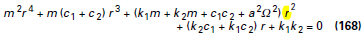 m²r⁴ + m (c₁ + c₂) r³ + (k₁m + k₂m + c₁c₂ + a²Ω²) r²
+ (k₂c₁ + k₁c₂) r + k₁k₂ = 0 (168)